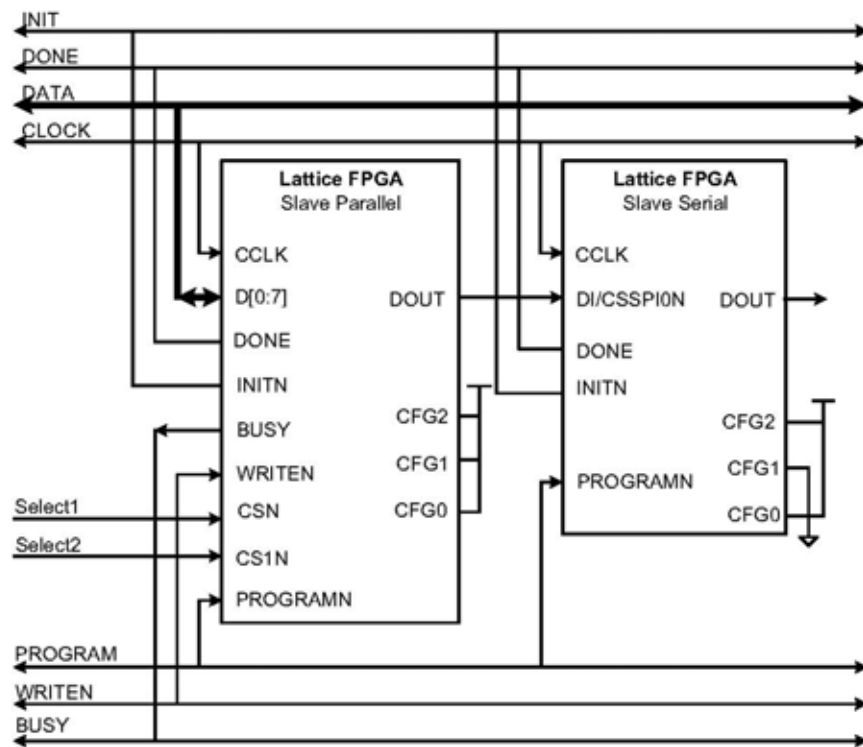 INIT
DONE
DATA
CLOCK
Lattice FPGA
Slave Parallel
CCLK
D[0:7]
DOUT
DONE
INITN
BUSY
CFG2
WRITEN
CFG1
CSN
CFG0
CS1N
PROGRAMN
Select1
Select2
Lattice FPGA
Slave Serial
CCLK
DI/CSSPI0N
DOUT
DONE
INITN
CFG2
CFG1
PROGRAMN
CFG0
PROGRAM
WRITEN
BUSY